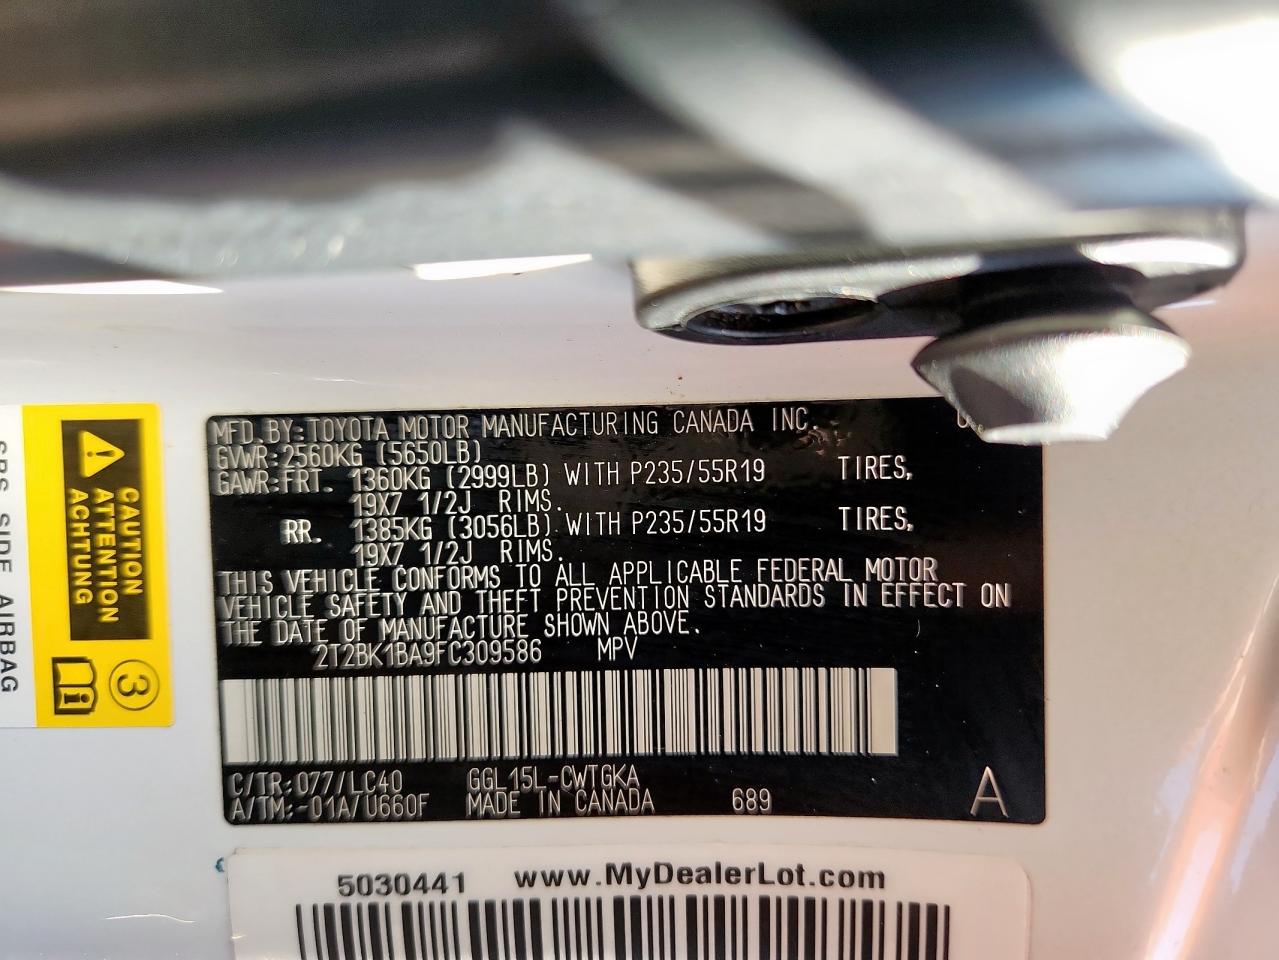 MFD.BY:TOYOTA MOTOR MANUFACTURING CANADA INC.
GVWR:2560KG (5650LB)
GAWR:FRT. 1360KG (2999LB) WITH P235/55R19 TIRES,
19X7 1/2J RIMS.
RR. 1385KG (3056LB) WITH P235/55R19 TIRES,
19X7 1/2J RIMS.
THIS VEHICLE CONFORMS TO ALL APPLICABLE FEDERAL MOTOR
VEHICLE SAFETY AND THEFT PREVENTION STANDARDS IN EFFECT ON
THE DATE OF MANUFACTURE SHOWN ABOVE.
2T2BK1BA9FC309586 MPV
C/TR:077/LC40 GGL15L-CWTGKA
A/TM:-01A/U660F MADE IN CANADA 689
A
CAUTION
ATTENTION
ACHTUNG
3
SRS SIDE AIRBAG
5030441 www.MyDealerLot.com